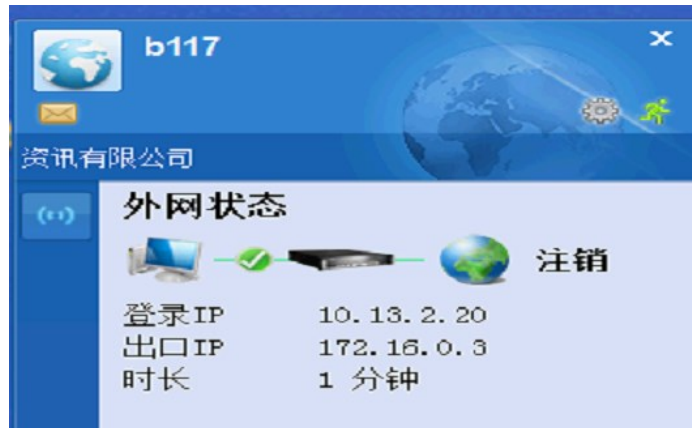 b117
资讯有限公司
外网状态
注销
登录IP 10.13.2.20
出口IP 172.16.0.3
时长 1 分钟